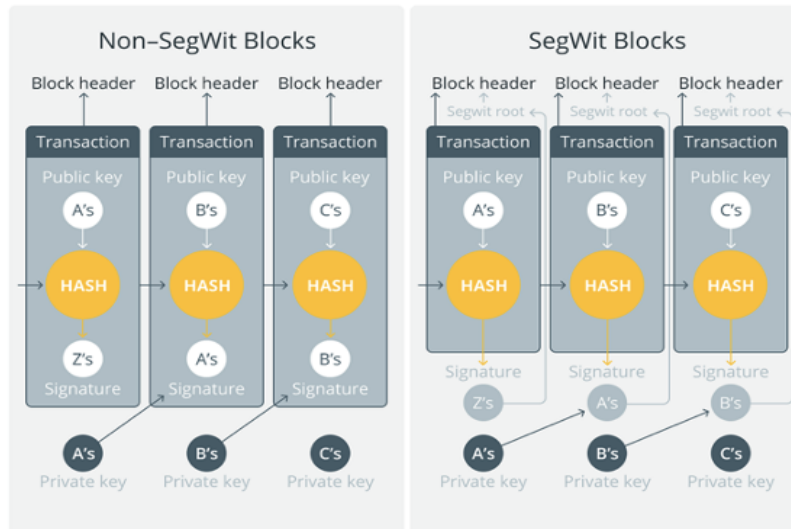 Non–SegWit Blocks
Block header Block header Block header
Transaction Transaction Transaction
Public key Public key Public key
A's B's C's
HASH HASH HASH
Z's A's B's
Signature Signature Signature
A's B's C's
Private key Private key Private key
SegWit Blocks
Block header Block header Block header
Segwit root Segwit root Segwit root
Transaction Transaction Transaction
Public key Public key Public key
A's B's C's
HASH HASH HASH
Signature Signature Signature
Z's A's B's
A's B's C's
Private key Private key Private key